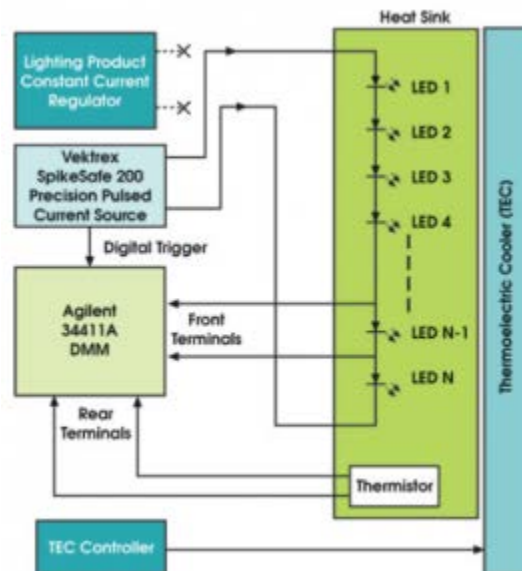 Heat Sink
Lighting Product
Constant Current
Regulator
LED 1
Vektrex
SpikeSafe 200
Precision Pulsed
Current Source
LED 2
LED 3
LED 4
Digital Trigger
Agilent
34411A
DMM
Front
Terminals
LED N-1
LED N
Rear
Terminals
Thermistor
TEC Controller
Thermoelectric Cooler (TEC)